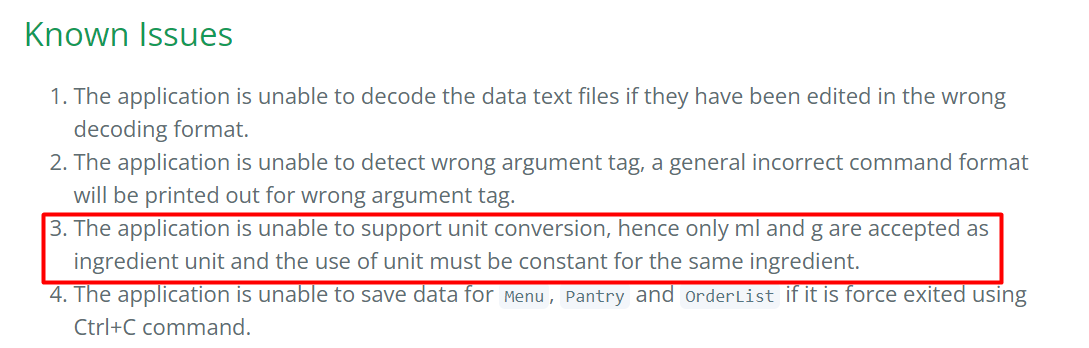 Known Issues
1. The application is unable to decode the data text files if they have been edited in the wrong
decoding format.
2. The application is unable to detect wrong argument tag, a general incorrect command format
will be printed out for wrong argument tag.
3. The application is unable to support unit conversion, hence only ml and g are accepted as
ingredient unit and the use of unit must be constant for the same ingredient.
4. The application is unable to save data for Menu, Pantry and OrderList if it is force exited using
Ctrl+C command.